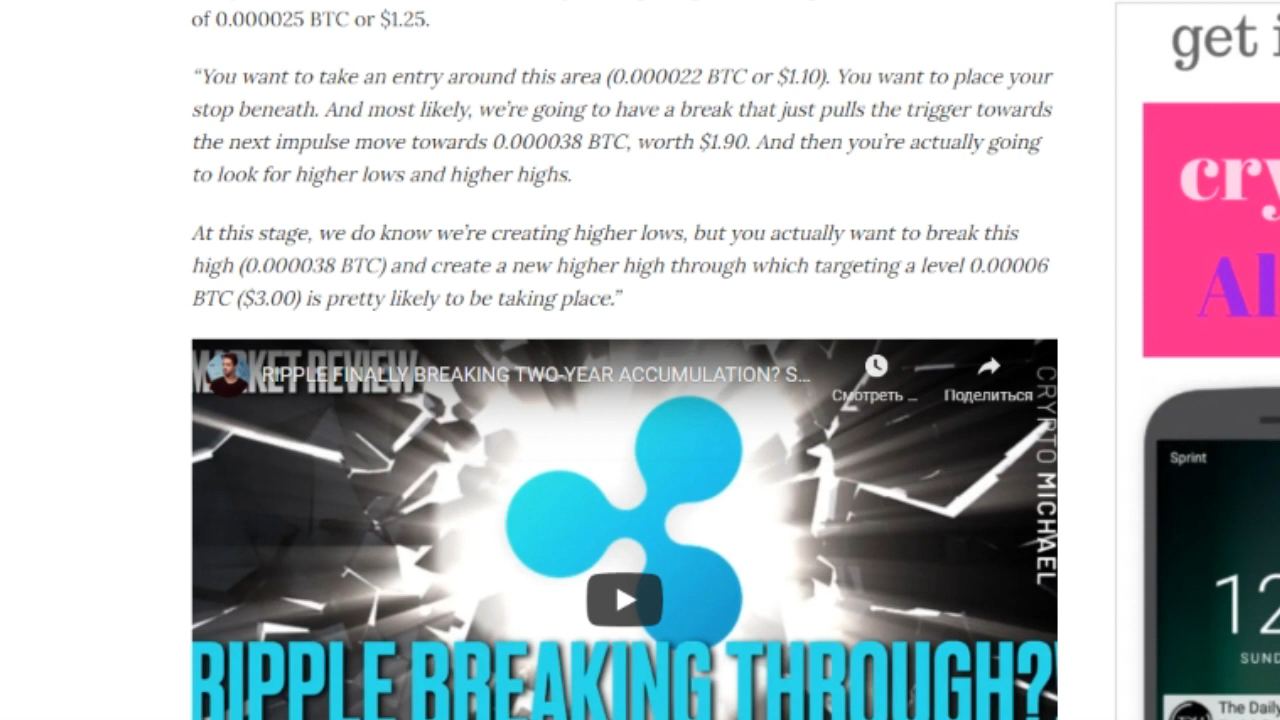 of 0.000025 BTC or $1.25.
“You want to take an entry around this area (0.000022 BTC or $1.10). You want to place your
stop beneath. And most likely, we’re going to have a break that just pulls the trigger towards
the next impulse move towards 0.000038 BTC, worth $1.90. And then you’re actually going
to look for higher lows and higher highs.
At this stage, we do know we’re creating higher lows, but you actually want to break this
high (0.000038 BTC) and create a new higher high through which targeting a level 0.00006
BTC ($3.00) is pretty likely to be taking place.”
MARKET REVIEW
RIPPLE FINALLY BREAKING TWO-YEAR ACCUMULATION? S...
Смотреть ...
Поделиться
CRYPTO MICHAEL
RIPPLE BREAKING THROUGH?
get i
cry
Al
Sprint
12
SUND
The Daily